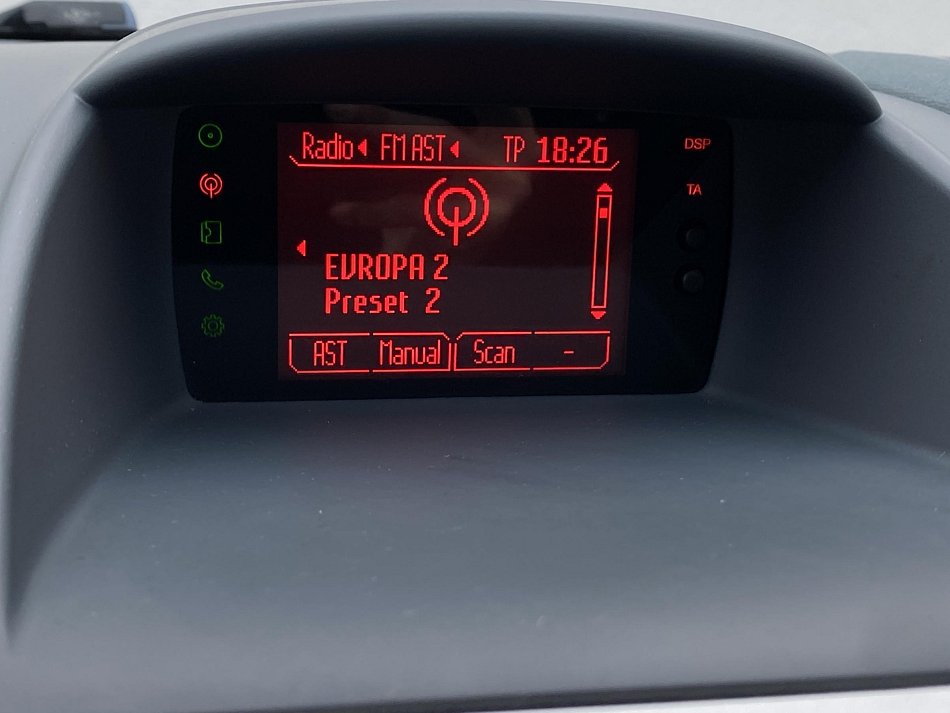 Radio FM AST TP 18:26
DSP
TA
EVROPA 2
Preset 2
AST Manual Scan -